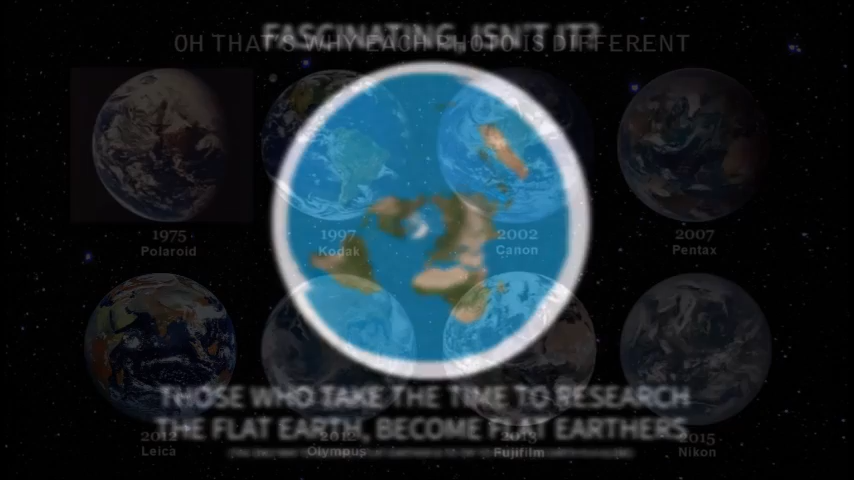 FASCINATING, ISN'T IT?
OH THAT'S WHY EACH PHOTO IS DIFFERENT
1975 1997 2002 2007
Polaroid Kodak Canon Pentax
THOSE WHO TAKE THE TIME TO RESEARCH
THE FLAT EARTH, BECOME FLAT EARTHERS
2012 2012 2013 2015
Leica Olympus Fujifilm Nikon